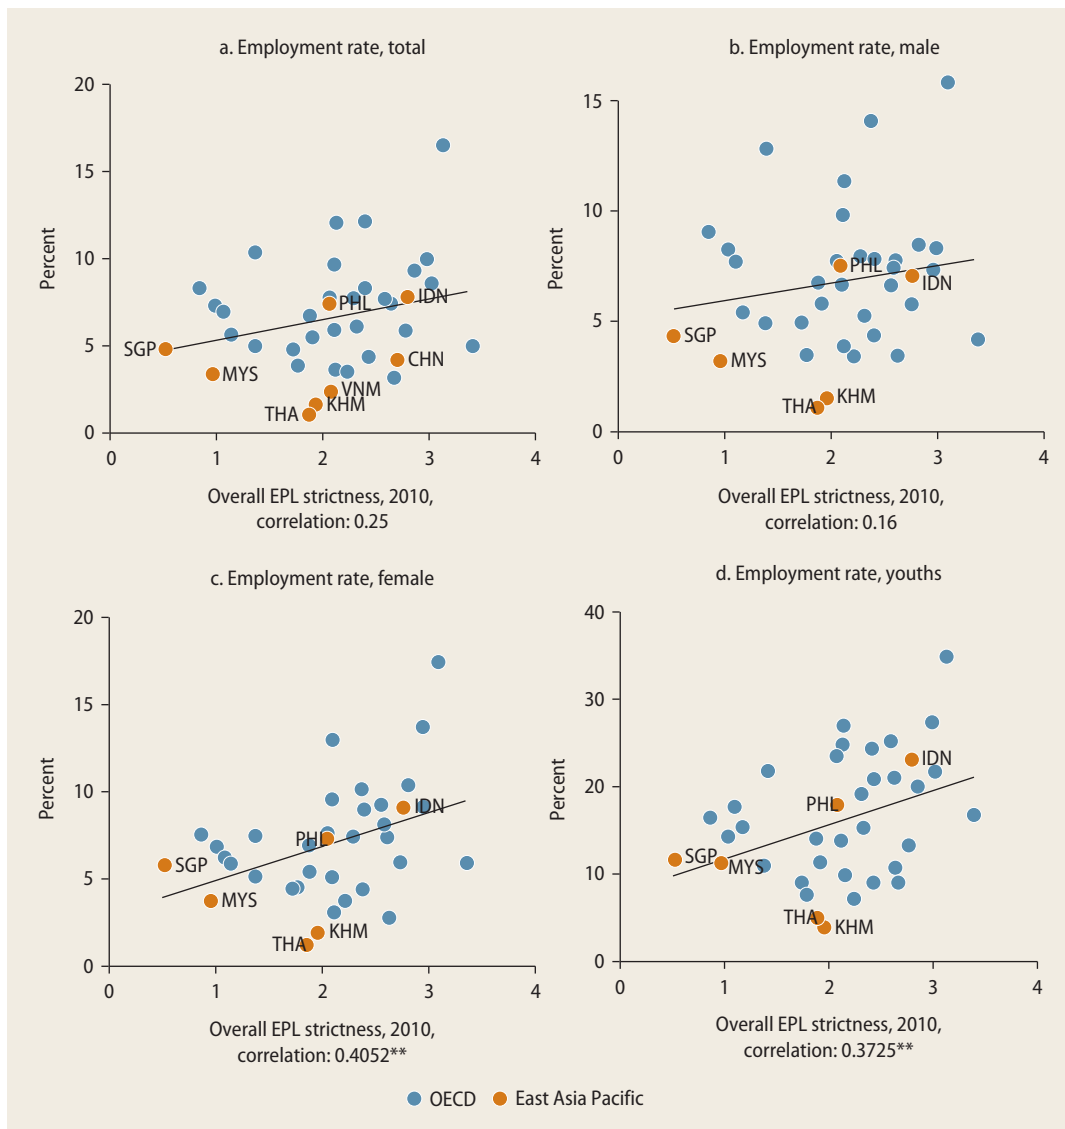 a. Employment rate, total
20
15
10
5
0
Percent
SGP
MYS
THA
KHM
VNM
PHL
CHN
IDN
0 1 2 3 4
Overall EPL strictness, 2010,
correlation: 0.25
b. Employment rate, male
15
10
5
0
Percent
SGP
MYS
THA
KHM
PHL
IDN
0 1 2 3 4
Overall EPL strictness, 2010,
correlation: 0.16
c. Employment rate, female
20
15
10
5
0
Percent
SGP
MYS
THA
KHM
PHL
IDN
0 1 2 3 4
Overall EPL strictness, 2010,
correlation: 0.4052**
d. Employment rate, youths
40
30
20
10
0
Percent
SGP
MYS
THA
KHM
PHL
IDN
0 1 2 3 4
Overall EPL strictness, 2010,
correlation: 0.3725**
OECD East Asia Pacific